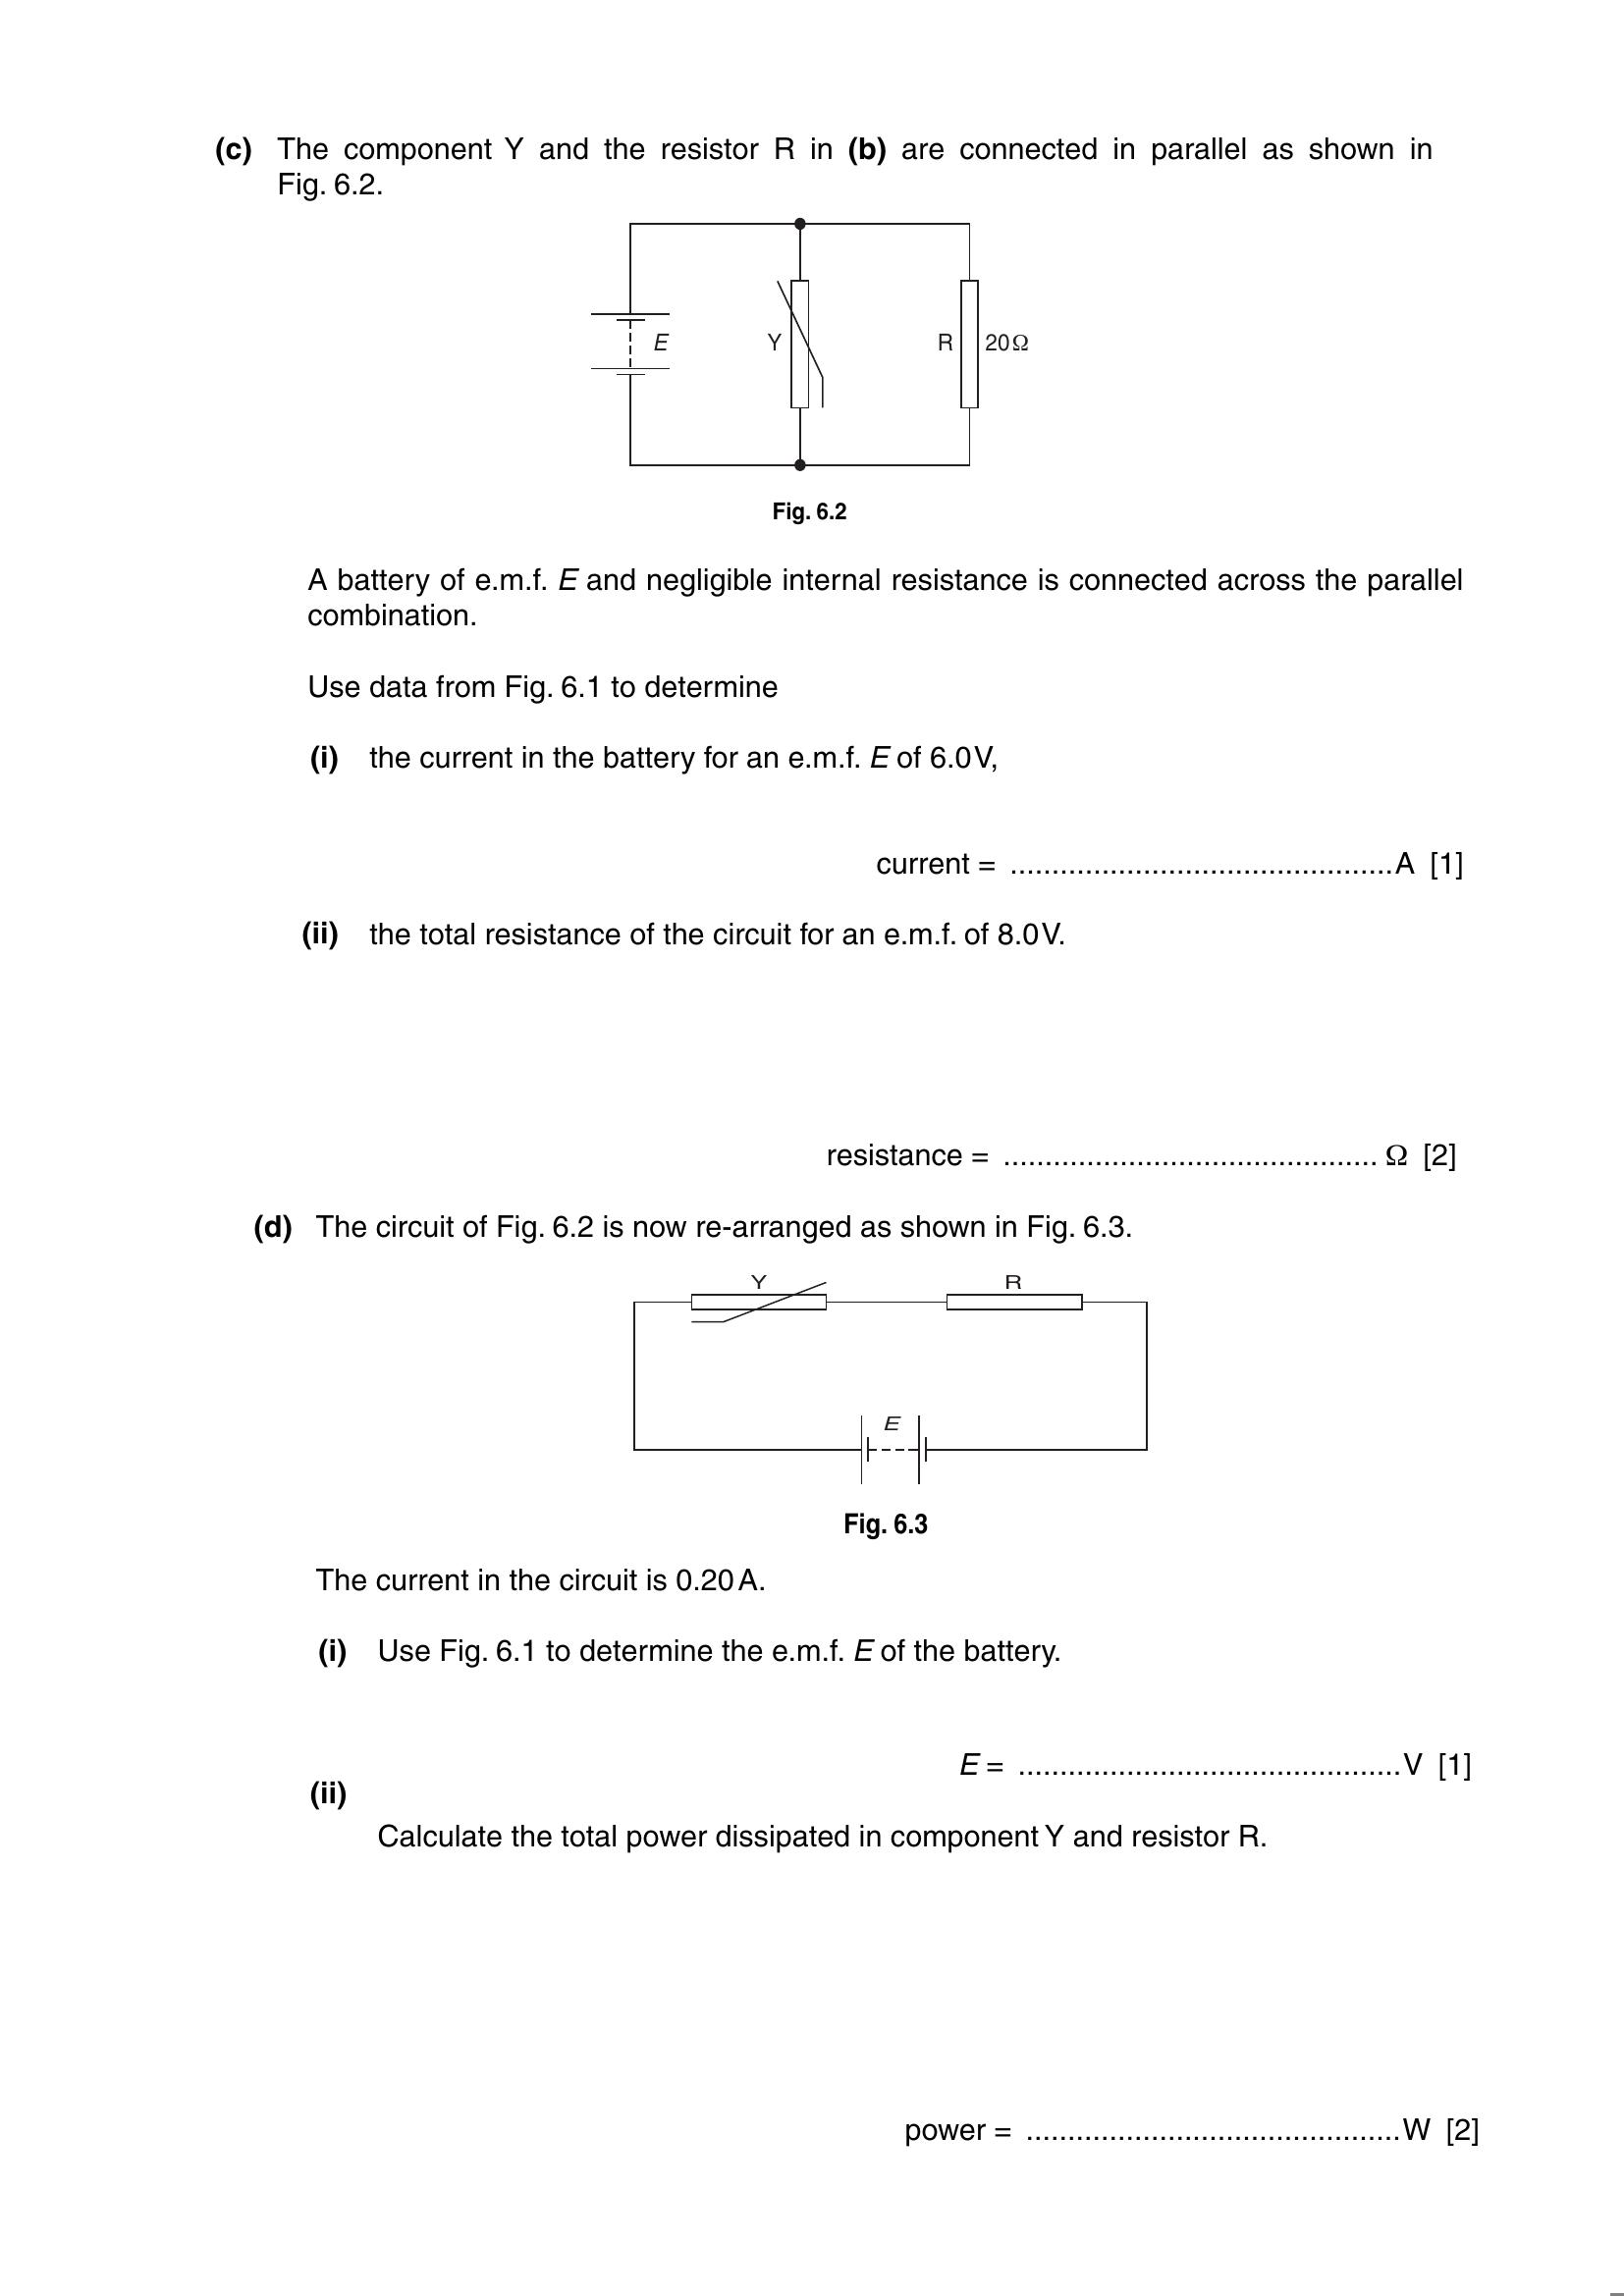 (c) The component Y and the resistor R in (b) are connected in parallel as shown in
Fig. 6.2.
E
Y
R
20Ω
Fig. 6.2
A battery of e.m.f. E and negligible internal resistance is connected across the parallel
combination.
Use data from Fig. 6.1 to determine
(i) the current in the battery for an e.m.f. E of 6.0V,
current = .............................................. A [1]
(ii) the total resistance of the circuit for an e.m.f. of 8.0V.
resistance = ............................................. Ω [2]
(d) The circuit of Fig. 6.2 is now re-arranged as shown in Fig. 6.3.
Y
R
E
Fig. 6.3
The current in the circuit is 0.20A.
(i) Use Fig. 6.1 to determine the e.m.f. E of the battery.
E = .............................................. V [1]
(ii)
Calculate the total power dissipated in component Y and resistor R.
power = ............................................. W [2]